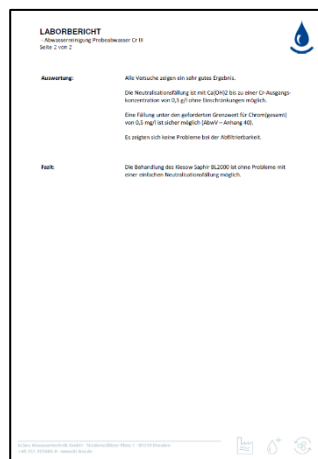 LABORBERICHT
- Abwasserreinigung Probeabwasser Cr III
Seite 2 von 2
Auswertung: Alle Versuche zeigen ein sehr gutes Ergebnis.
Die Neutralisationsfällung ist mit Ca(OH)2 bis zu einer Cr-Ausgangs-
konzentration von 0,5 g/l ohne Einschränkungen möglich.
Eine Fällung unter den geforderten Grenzwert für Chrom(gesamt)
von 0,5 mg/l ist sicher möglich (AbwV – Anhang 40).
Es zeigten sich keine Probleme bei der Abfiltrierbarkeit.
Fazit: Die Behandlung des Kiesow Saphir BL2000 ist ohne Probleme mit
einer einfachen Neutralisationsfällung möglich.